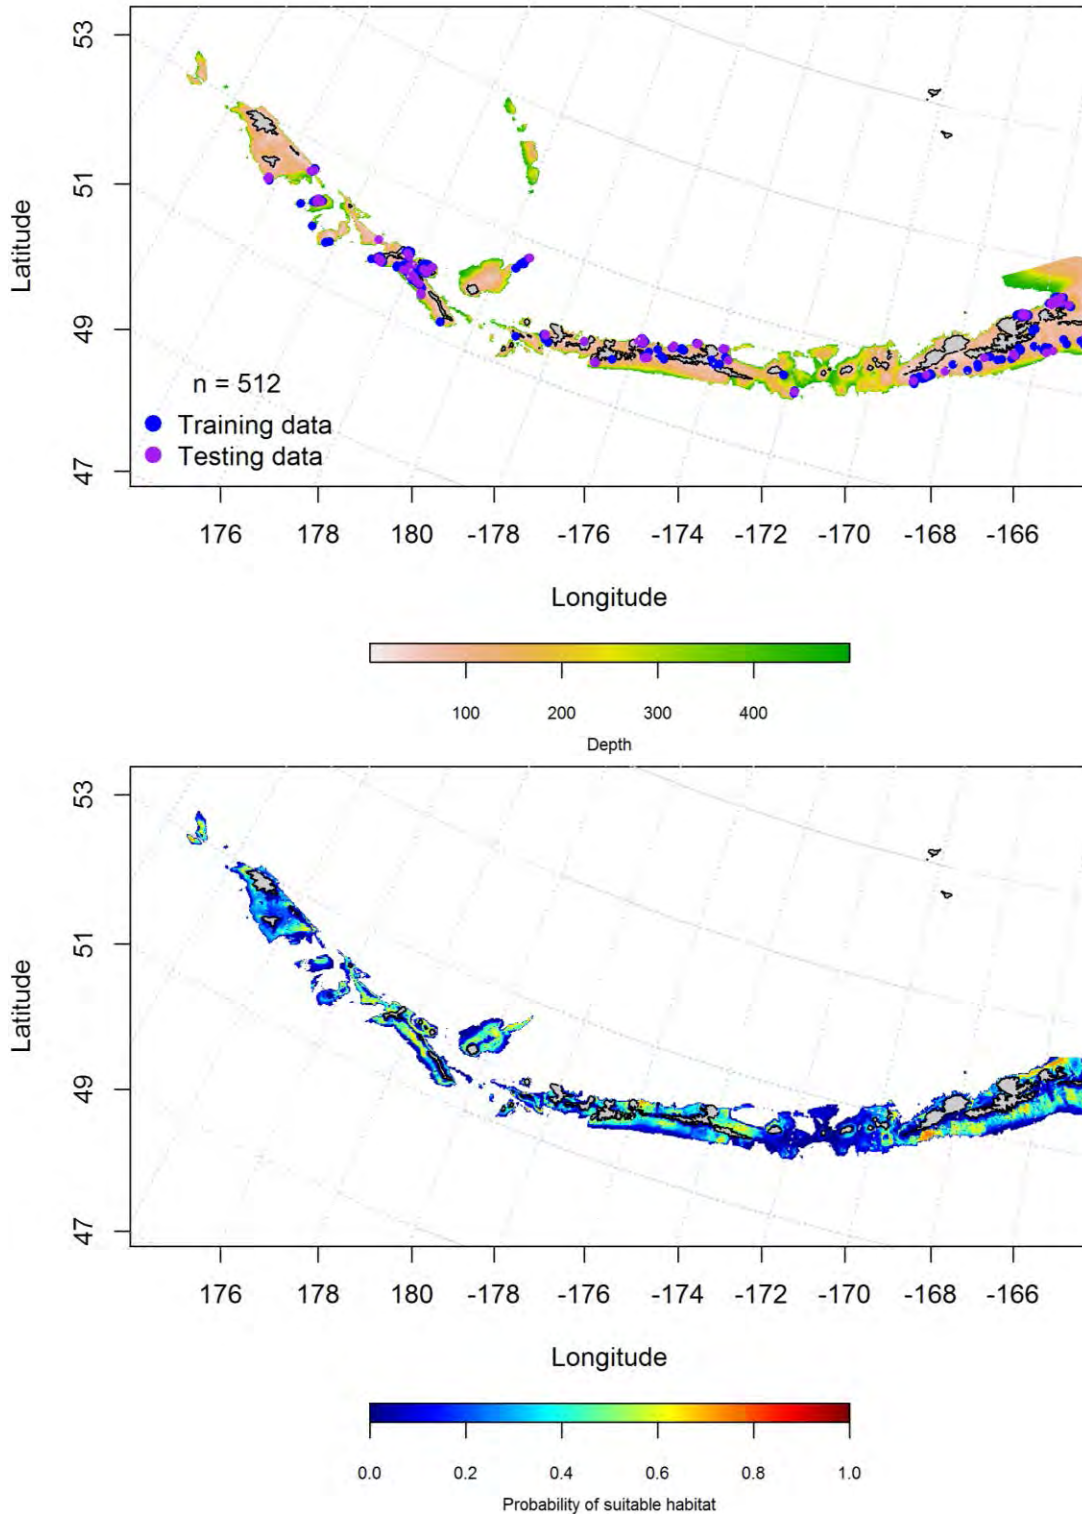 53
51
49
47
Latitude
n = 512
Training data
Testing data
176 178 180 -178 -176 -174 -172 -170 -168 -166
Longitude
100 200 300 400
Depth
53
51
49
47
Latitude
176 178 180 -178 -176 -174 -172 -170 -168 -166
Longitude
0.0 0.2 0.4 0.6 0.8 1.0
Probability of suitable habitat